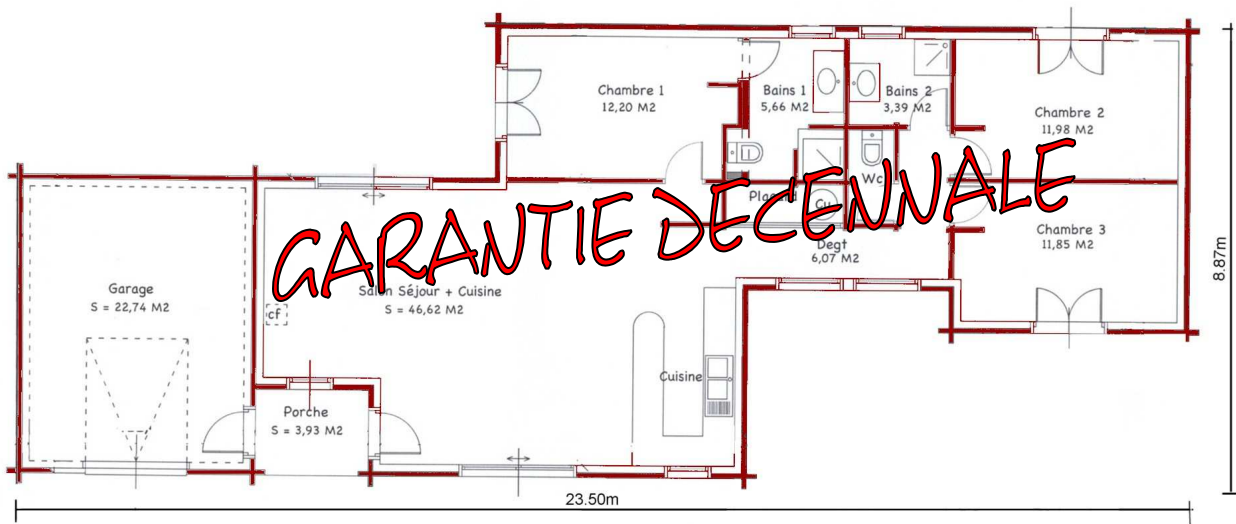 Chambre 1
12,20 M2
Bains 1
5,66 M2
Bains 2
3,39 M2
Chambre 2
11,98 M2
Wc
Placard
Cu
GARANTIE DECENNALE
Degt
6,07 M2
Chambre 3
11,85 M2
8.87m
Garage
S = 22,74 M2
Salon Séjour + Cuisine
S = 46,62 M2
cf
Cuisine
Porche
S = 3,93 M2
23.50m